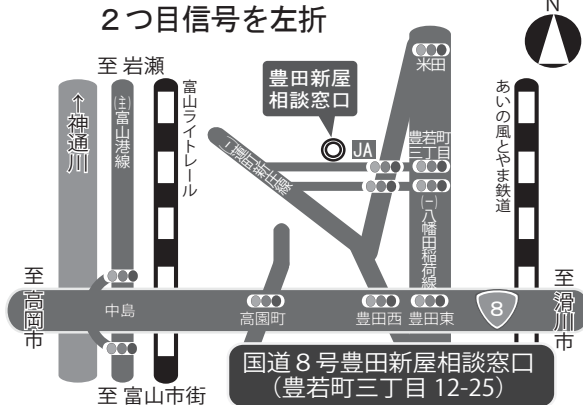 2つ目信号を左折
N
至 岩瀬
米田
豊田新屋
相談窓口
JA
豊若町
三丁目
↑神通川
㈳富山港線
富山ライトレール
あいの風とやま鉄道
㈠八幡田稲荷線
至 高岡市
中島
高園町
豊田西
豊田東
8
至 滑川市
国道8号豊田新屋相談窓口
(豊若町三丁目 12-25)
至 富山市街